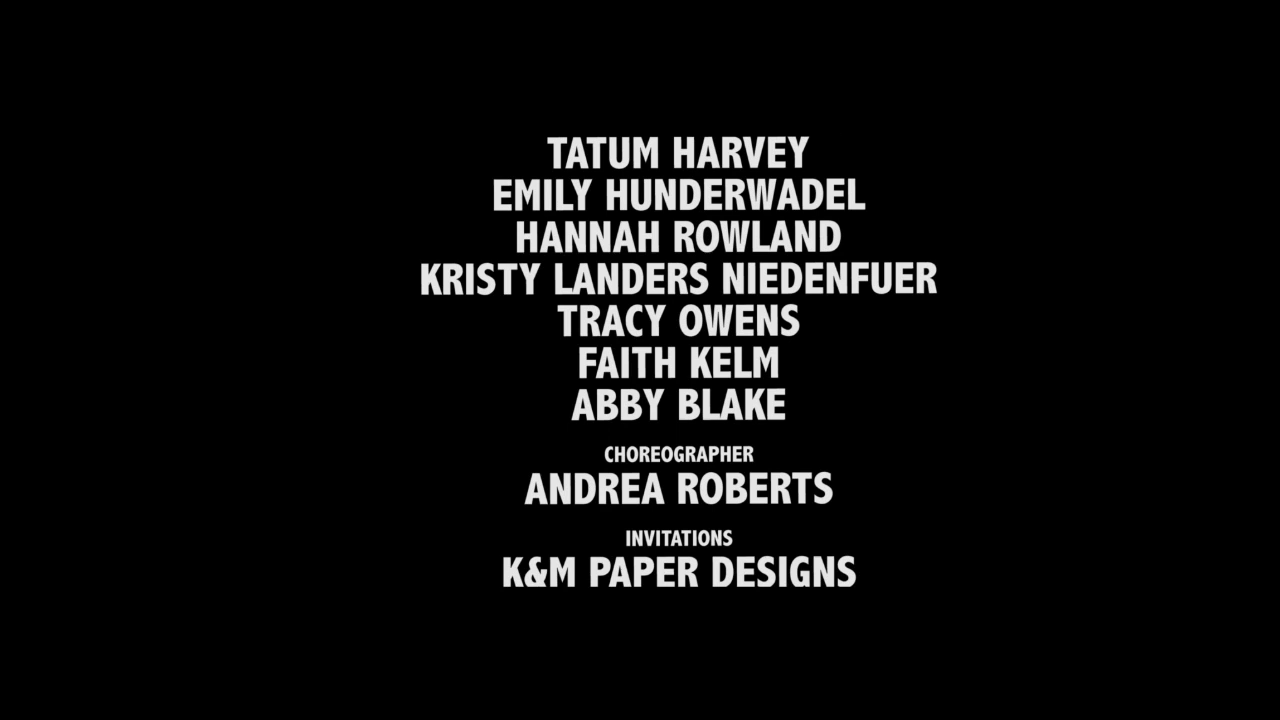 TATUM HARVEY
EMILY HUNDERWADEL
HANNAH ROWLAND
KRISTY LANDERS NIEDENFUER
TRACY OWENS
FAITH KELM
ABBY BLAKE
CHOREOGRAPHER
ANDREA ROBERTS
INVITATIONS
K&M PAPER DESIGNS